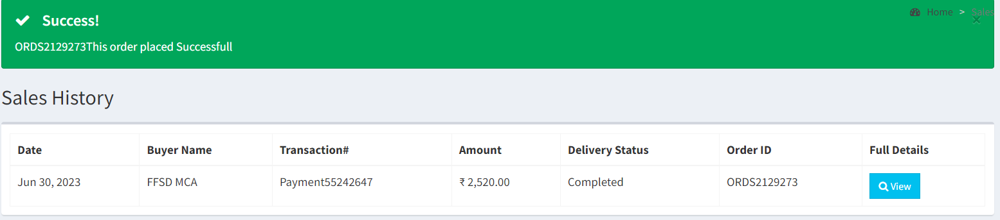 Success!
Home > Sales
×
ORDS2129273This order placed Successfull
Sales History
Date Buyer Name Transaction# Amount Delivery Status Order ID Full Details
Jun 30, 2023 FFSD MCA Payment55242647 ₹ 2,520.00 Completed ORDS2129273 View